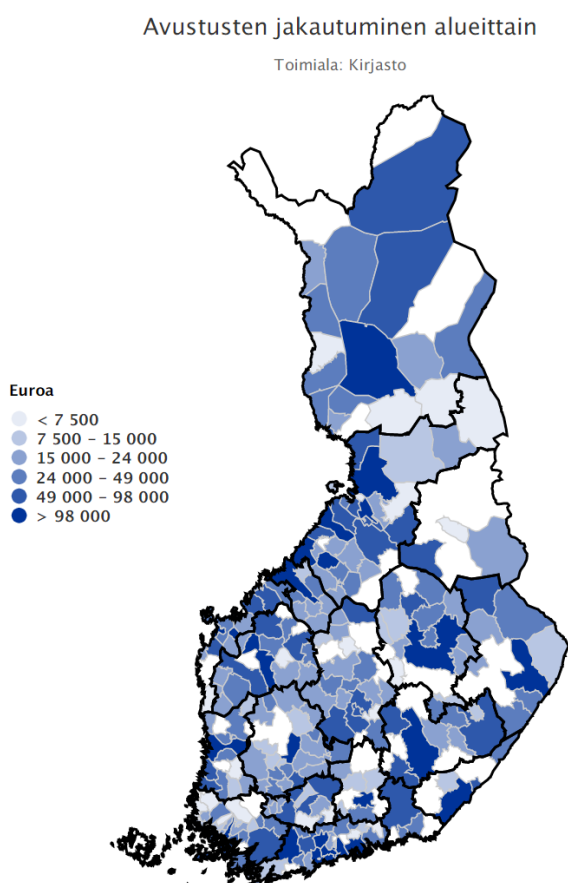 Avustusten jakautuminen alueittain
Toimiala: Kirjasto
Euroa
< 7 500
7 500 – 15 000
15 000 – 24 000
24 000 – 49 000
49 000 – 98 000
> 98 000